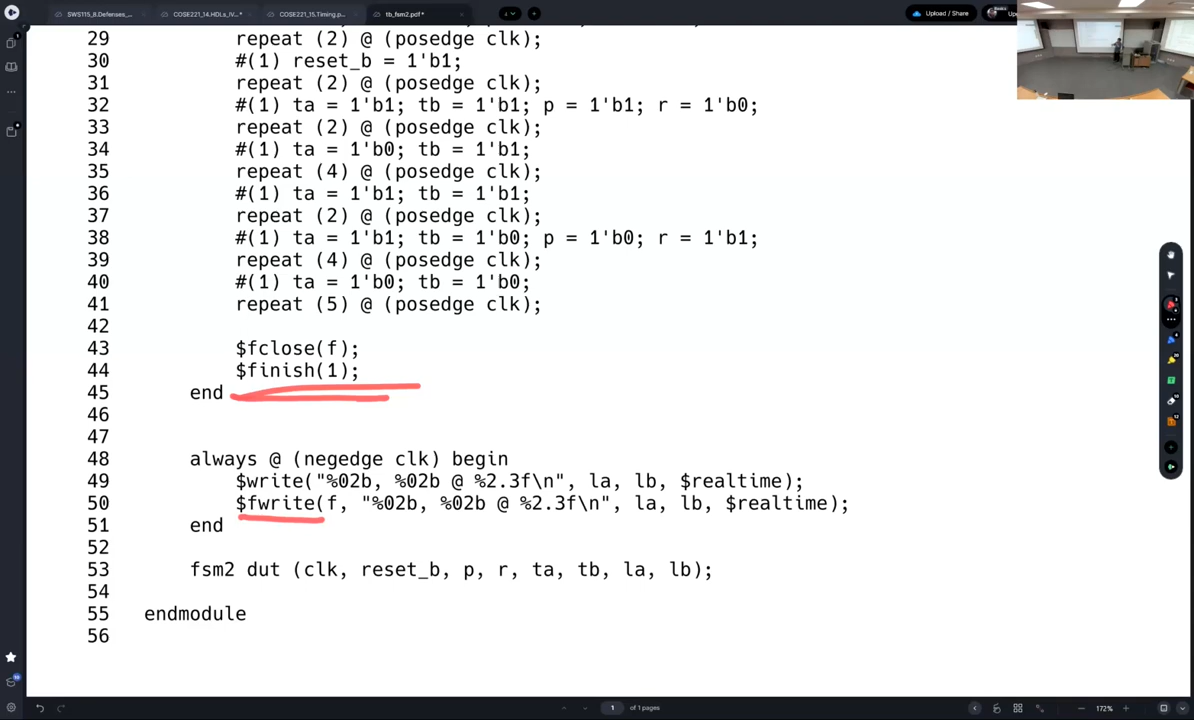 SWS115_8.Defenses_...
COSE221_14.HDLs_IV...*
COSE221_15.Timing.p...
tb_fsm2.pdf*
Upload / Share
29 repeat (2) @ (posedge clk);
30 #(1) reset_b = 1'b1;
31 repeat (2) @ (posedge clk);
32 #(1) ta = 1'b1; tb = 1'b1; p = 1'b1; r = 1'b0;
33 repeat (2) @ (posedge clk);
34 #(1) ta = 1'b0; tb = 1'b1;
35 repeat (4) @ (posedge clk);
36 #(1) ta = 1'b1; tb = 1'b1;
37 repeat (2) @ (posedge clk);
38 #(1) ta = 1'b1; tb = 1'b0; p = 1'b0; r = 1'b1;
39 repeat (4) @ (posedge clk);
40 #(1) ta = 1'b0; tb = 1'b0;
41 repeat (5) @ (posedge clk);
42
43 $fclose(f);
44 $finish(1);
45 end
46
47
48 always @ (negedge clk) begin
49 $write("%02b, %02b @ %2.3f\n", la, lb, $realtime);
50 $fwrite(f, "%02b, %02b @ %2.3f\n", la, lb, $realtime);
51 end
52
53 fsm2 dut (clk, reset_b, p, r, ta, tb, la, lb);
54
55 endmodule
56
1 of 1 pages
172%